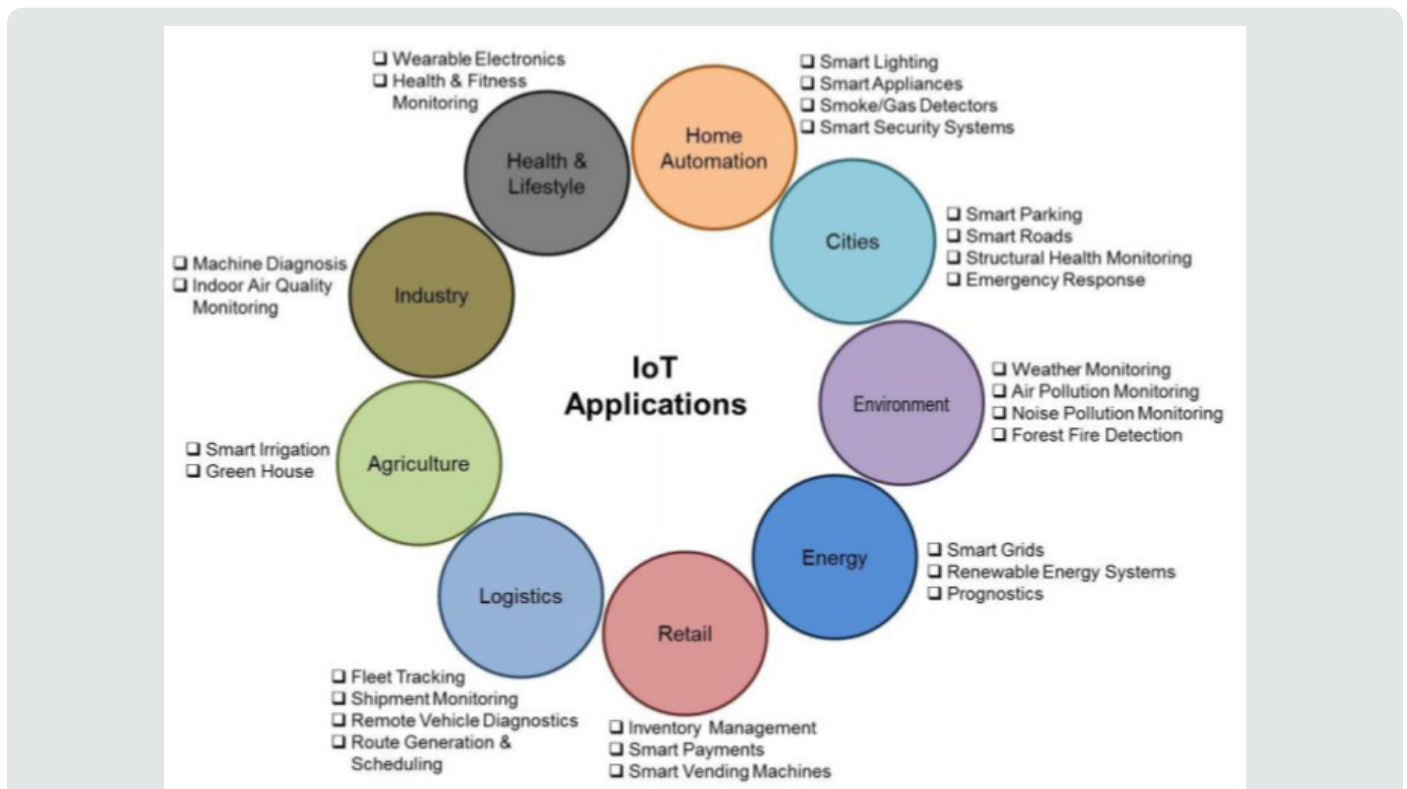 ❑ Wearable Electronics
❑ Health & Fitness
Monitoring
Health &
Lifestyle
Home
Automation
❑ Smart Lighting
❑ Smart Appliances
❑ Smoke/Gas Detectors
❑ Smart Security Systems
Cities
❑ Smart Parking
❑ Smart Roads
❑ Structural Health Monitoring
❑ Emergency Response
❑ Machine Diagnosis
❑ Indoor Air Quality
Monitoring
Industry
IoT
Applications
Environment
❑ Weather Monitoring
❑ Air Pollution Monitoring
❑ Noise Pollution Monitoring
❑ Forest Fire Detection
❑ Smart Irrigation
❑ Green House
Agriculture
Energy
❑ Smart Grids
❑ Renewable Energy Systems
❑ Prognostics
Logistics
❑ Fleet Tracking
❑ Shipment Monitoring
❑ Remote Vehicle Diagnostics
❑ Route Generation &
Scheduling
Retail
❑ Inventory Management
❑ Smart Payments
❑ Smart Vending Machines